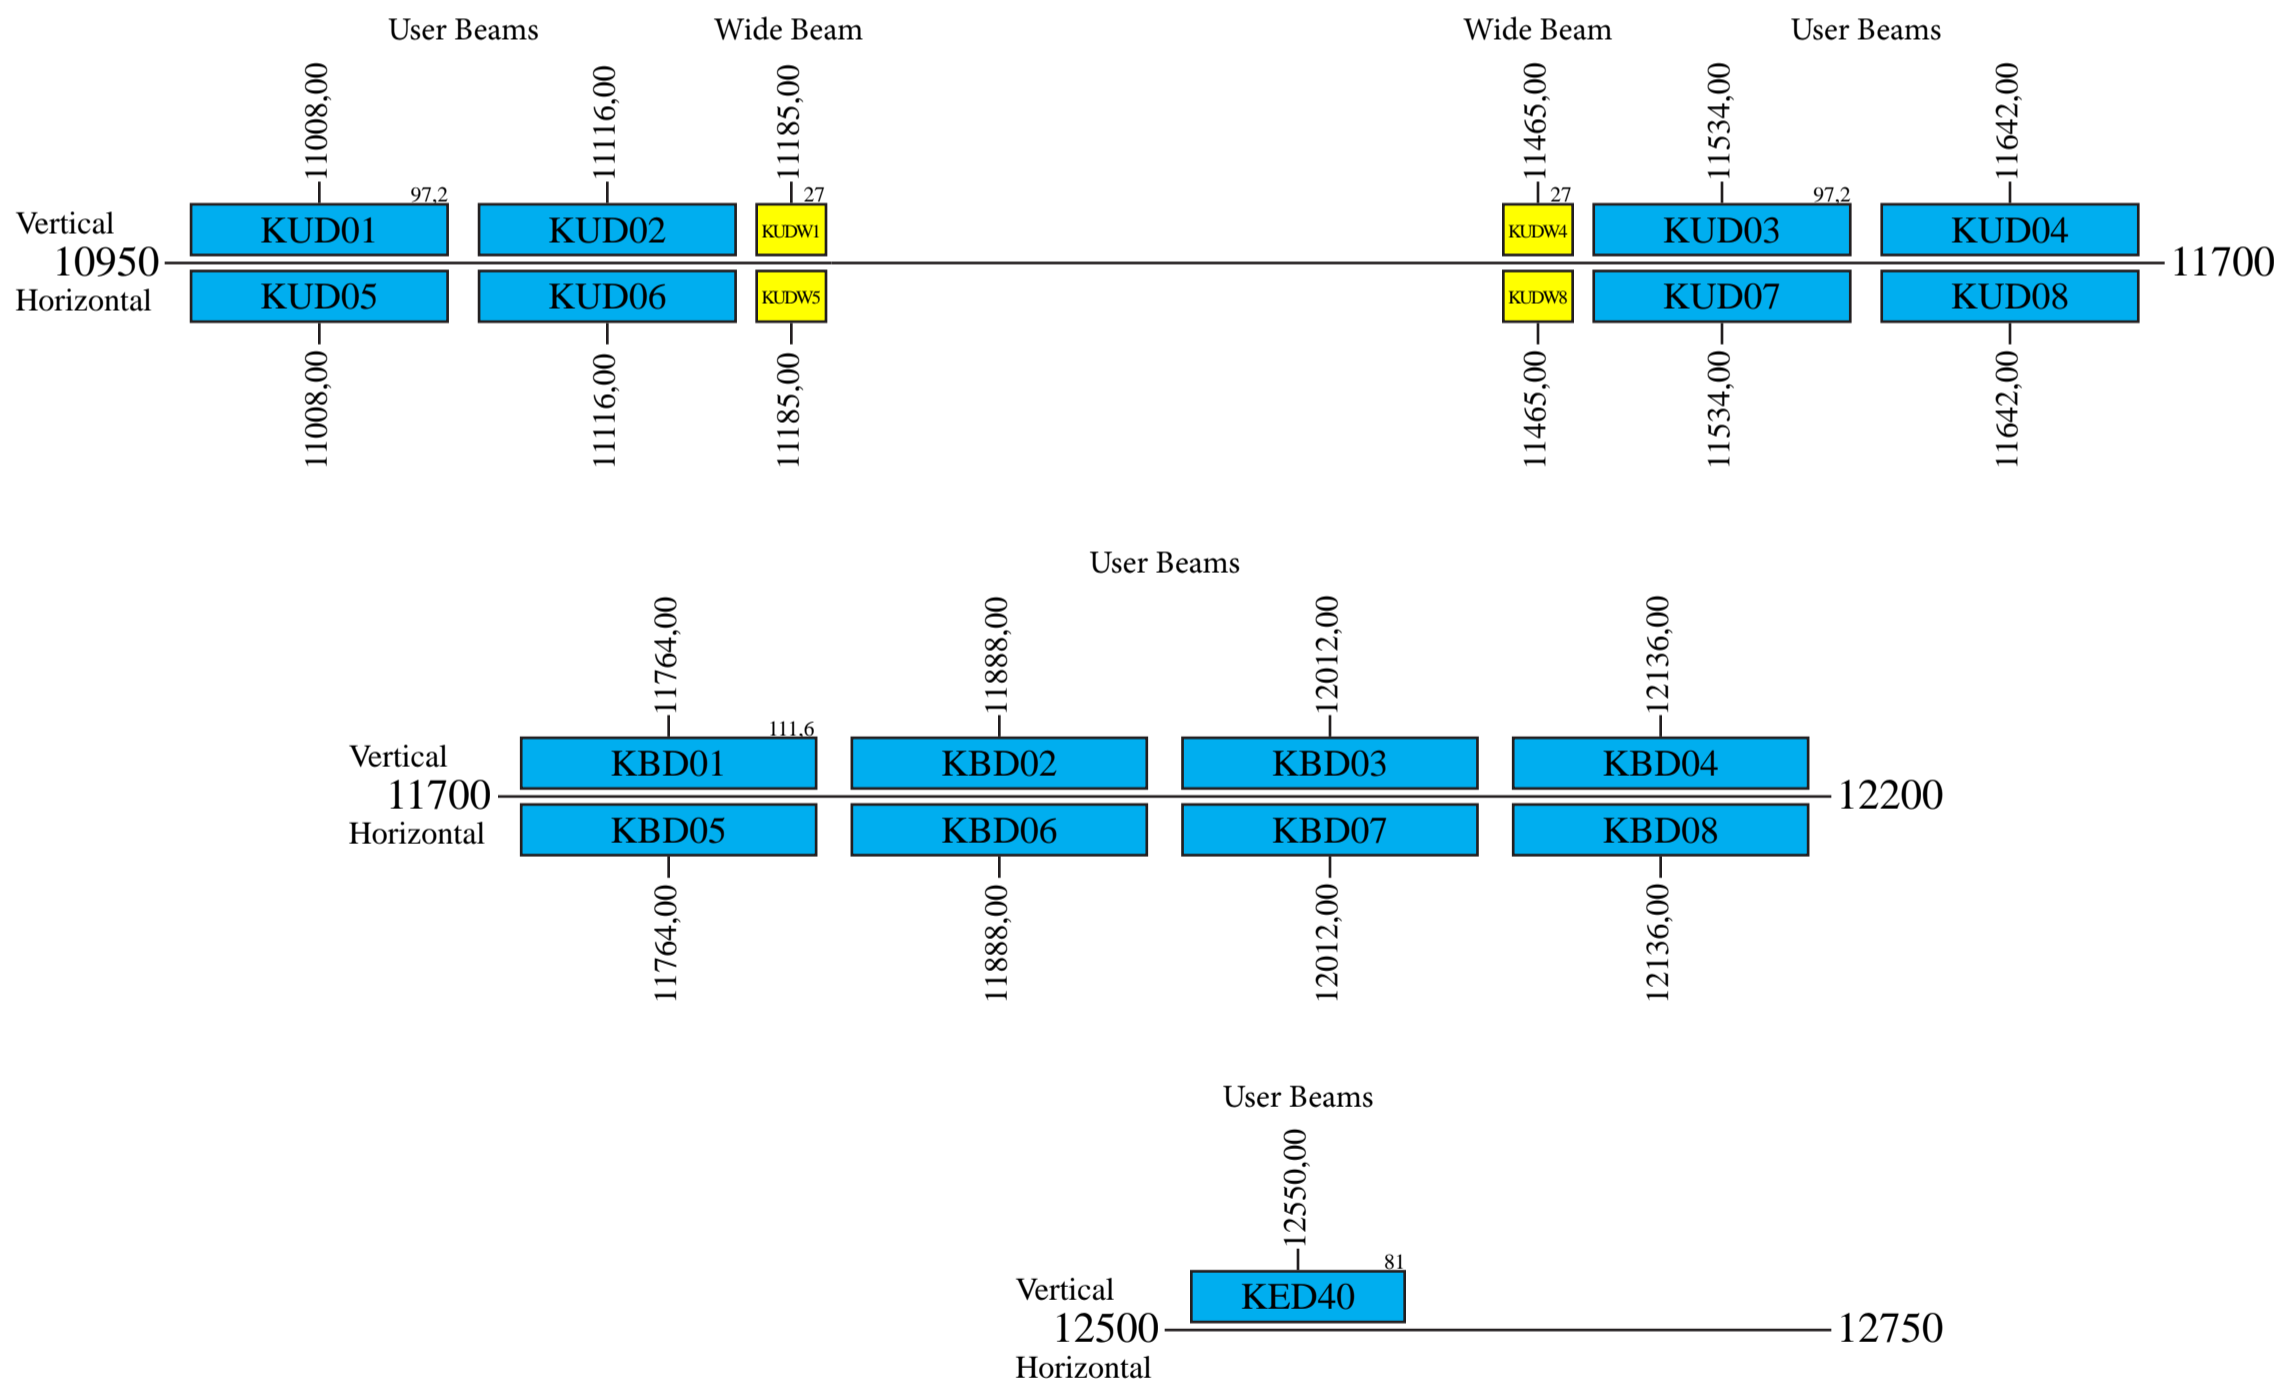 User Beams Wide Beam Wide Beam User Beams
11008,00 11116,00 11185,00 11465,00 11534,00 11642,00
97,2 27 27 97,2
Vertical KUD01 KUD02 KUDW1 KUDW4 KUD03 KUD04
10950 11700
Horizontal KUD05 KUD06 KUDW5 KUDW8 KUD07 KUD08
11008,00 11116,00 11185,00 11465,00 11534,00 11642,00
User Beams
11764,00 11888,00 12012,00 12136,00
111,6
Vertical KBD01 KBD02 KBD03 KBD04
11700 12200
Horizontal KBD05 KBD06 KBD07 KBD08
11764,00 11888,00 12012,00 12136,00
User Beams
12550,00
81
Vertical KED40
12500 12750
Horizontal